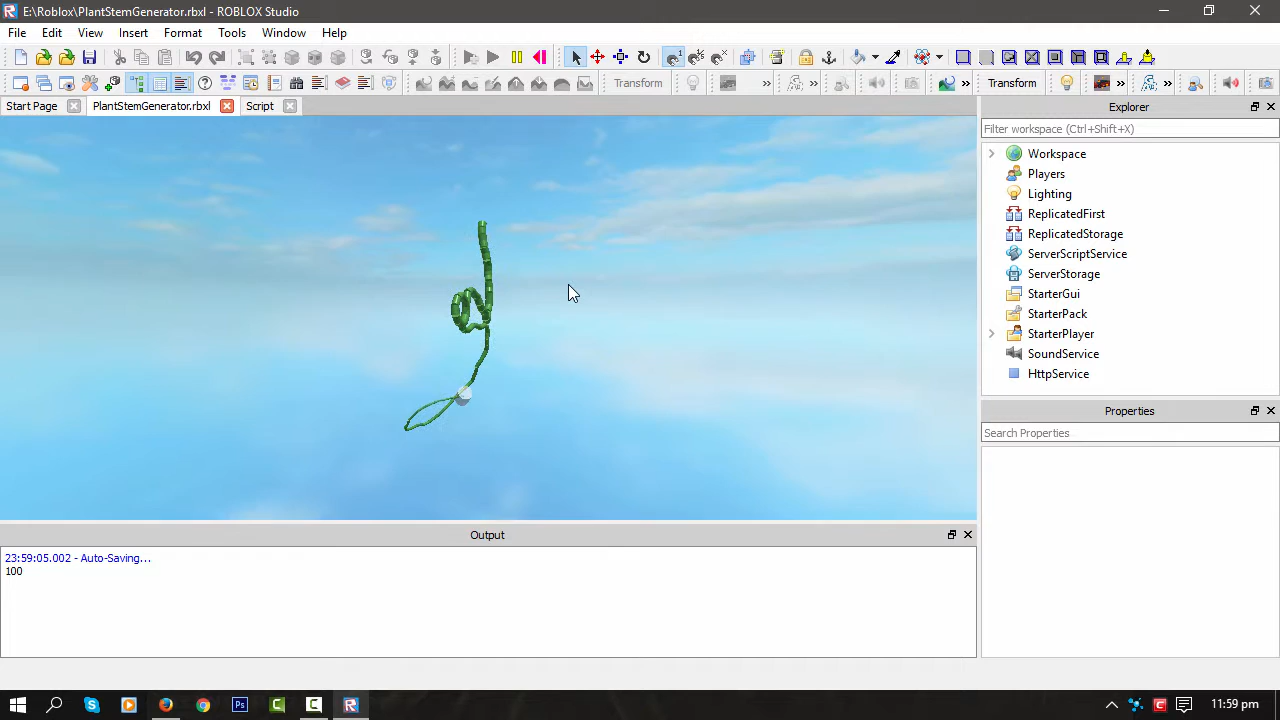 E:\Roblox\PlantStemGenerator.rbxl - ROBLOX Studio
File Edit View Insert Format Tools Window Help
Transform
Transform
Start Page PlantStemGenerator.rbxl Script
Explorer
Filter workspace (Ctrl+Shift+X)
Workspace
Players
Lighting
ReplicatedFirst
ReplicatedStorage
ServerScriptService
ServerStorage
StarterGui
StarterPack
StarterPlayer
SoundService
HttpService
Properties
Search Properties
Output
23:59:05.002 - Auto-Saving...
100
11:59 pm